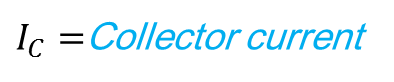 I_C = Collector current